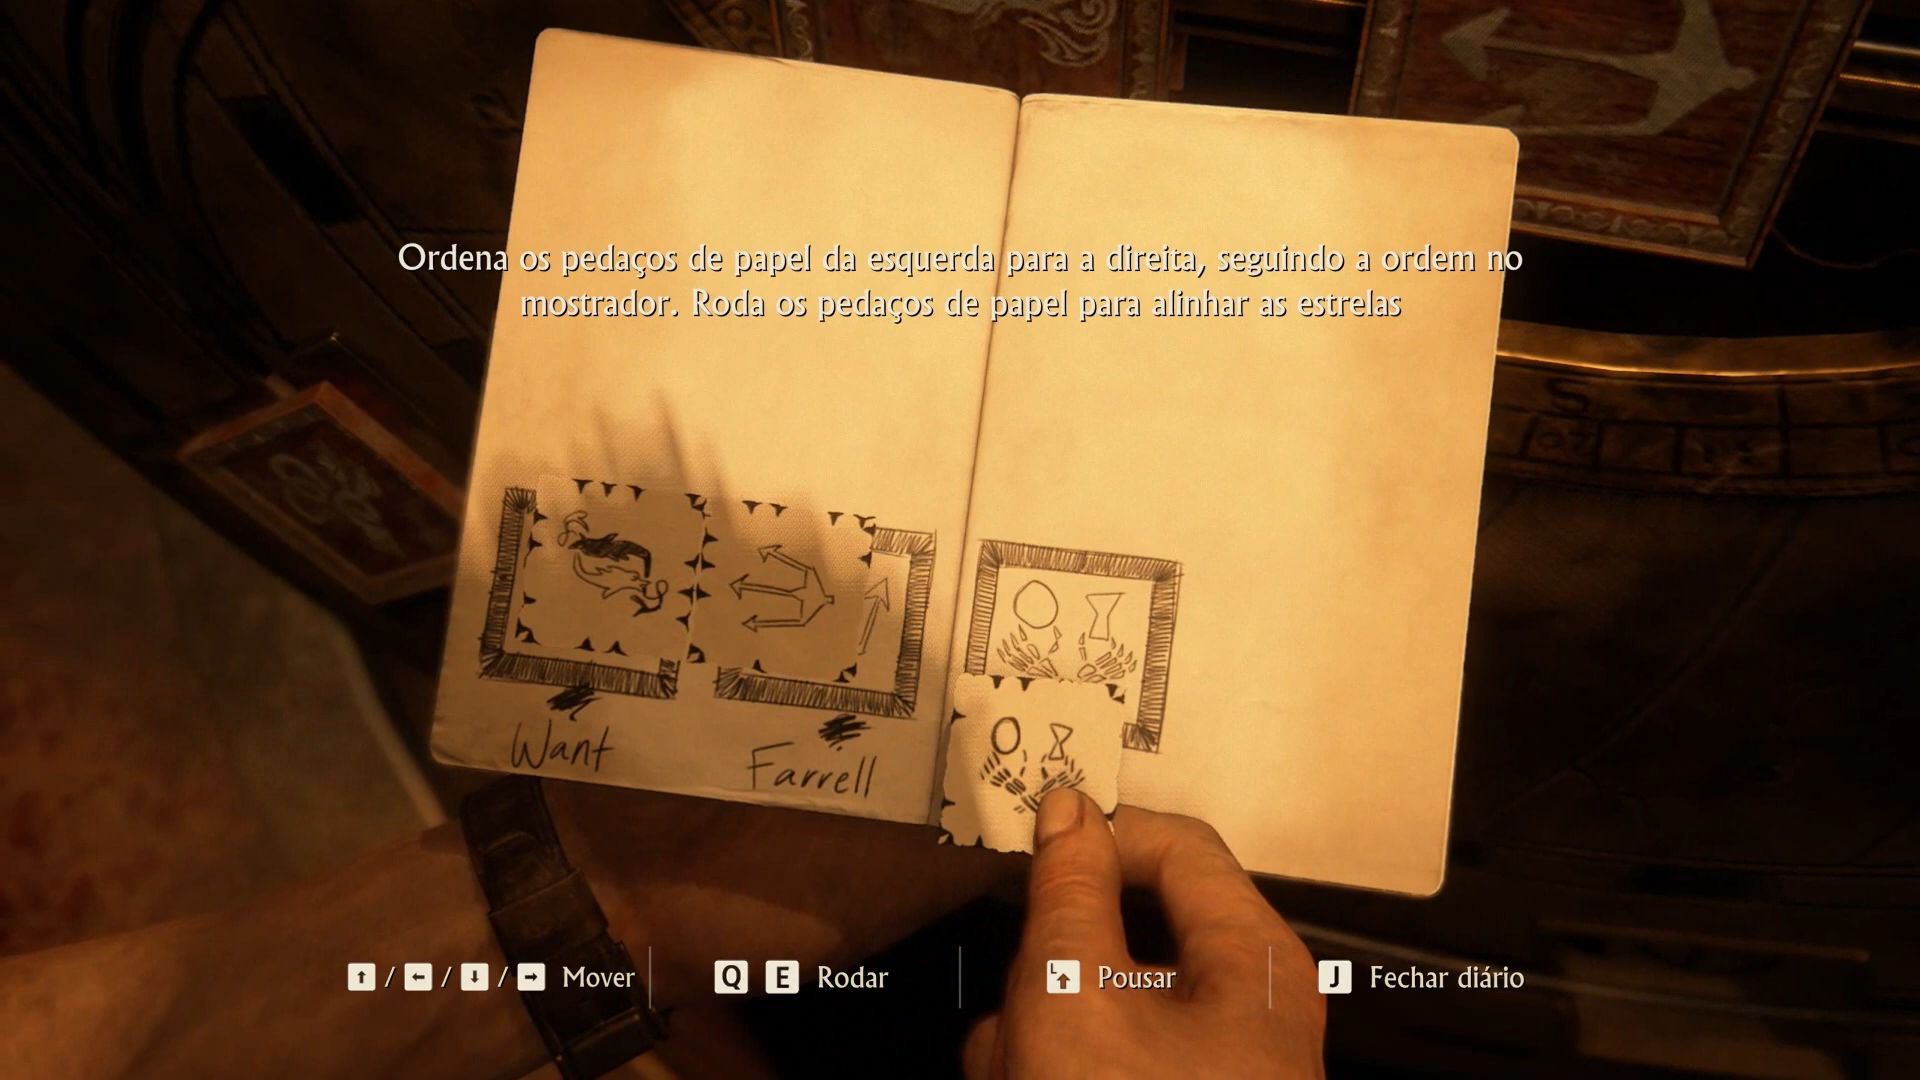 Ordena os pedaços de papel da esquerda para a direita, seguindo a ordem no
mostrador. Roda os pedaços de papel para alinhar as estrelas
S
Want
Farrell
↑ / ← / ↓ / → Mover
Q E Rodar
L↑ Pousar
J Fechar diário